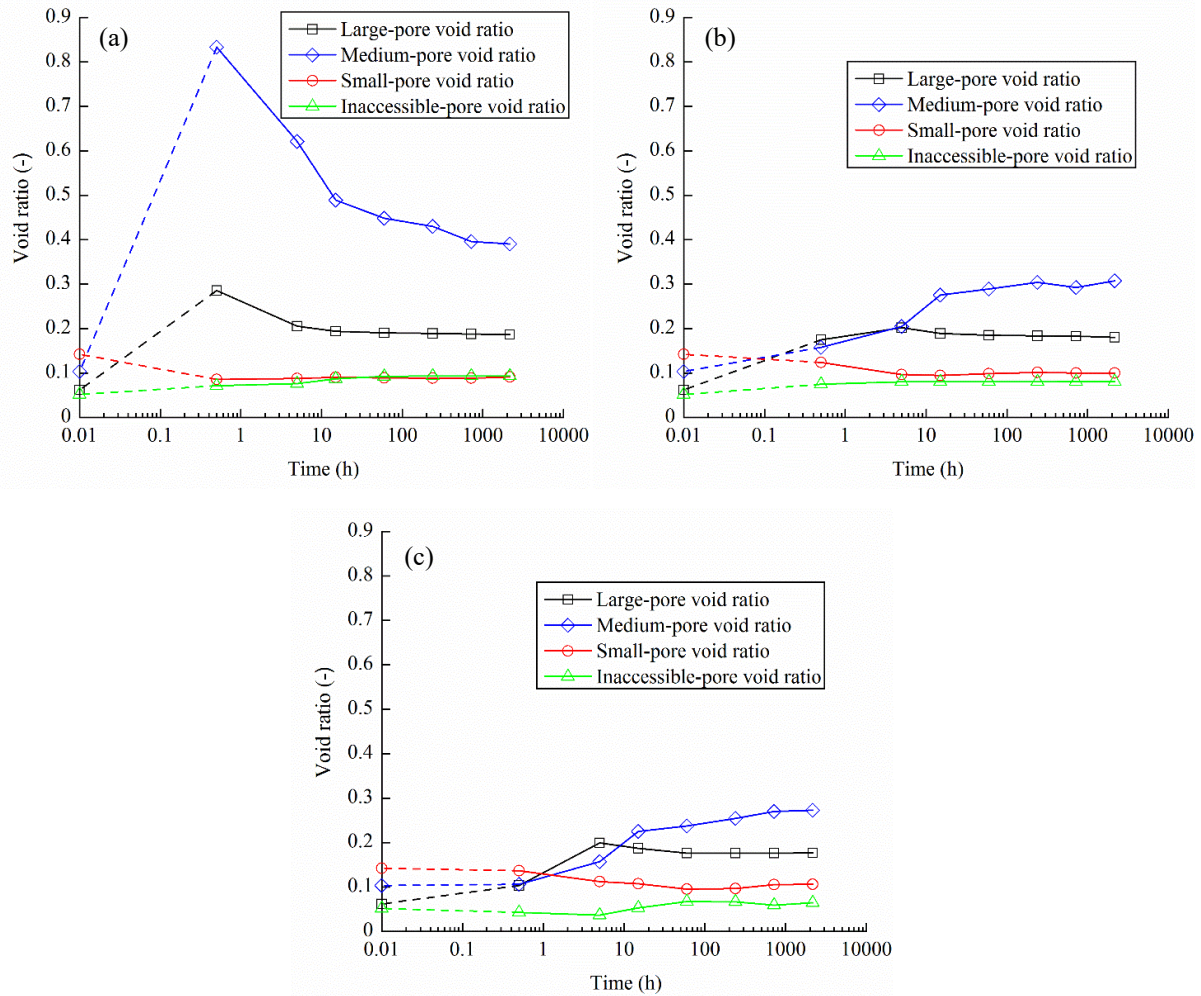 (a)
Large-pore void ratio
Medium-pore void ratio
Small-pore void ratio
Inaccessible-pore void ratio
0.9
0.8
0.7
0.6
0.5
0.4
0.3
0.2
0.1
0
Void ratio (-)
0.01 0.1 1 10 100 1000 10000
Time (h)
(b)
Large-pore void ratio
Medium-pore void ratio
Small-pore void ratio
Inaccessible-pore void ratio
0.9
0.8
0.7
0.6
0.5
0.4
0.3
0.2
0.1
0
Void ratio (-)
0.01 0.1 1 10 100 1000 10000
Time (h)
(c)
Large-pore void ratio
Medium-pore void ratio
Small-pore void ratio
Inaccessible-pore void ratio
0.9
0.8
0.7
0.6
0.5
0.4
0.3
0.2
0.1
0
Void ratio (-)
0.01 0.1 1 10 100 1000 10000
Time (h)